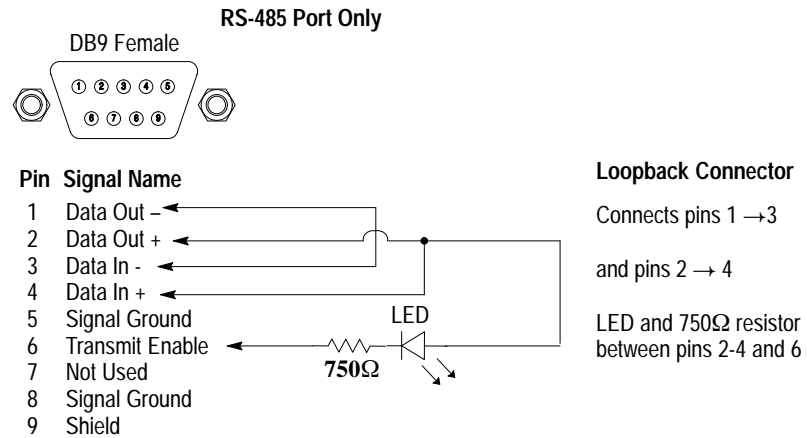 RS-485 Port Only
DB9 Female
1 2 3 4 5
6 7 8 9
Pin Signal Name
1 Data Out –
2 Data Out +
3 Data In -
4 Data In +
5 Signal Ground
6 Transmit Enable
7 Not Used
8 Signal Ground
9 Shield
LED
750Ω
Loopback Connector
Connects pins 1 →3
and pins 2 → 4
LED and 750Ω resistor
between pins 2-4 and 6